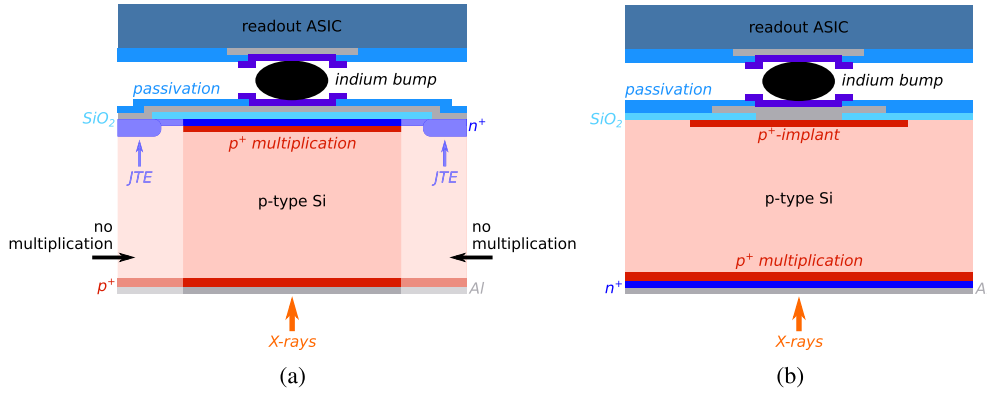 readout ASIC
indium bump
passivation
SiO2
n+
p+ multiplication
JTE
JTE
p-type Si
no
multiplication
no
multiplication
p+
Al
X-rays
(a)
readout ASIC
indium bump
passivation
SiO2
p+-implant
p-type Si
p+ multiplication
n+
A
X-rays
(b)